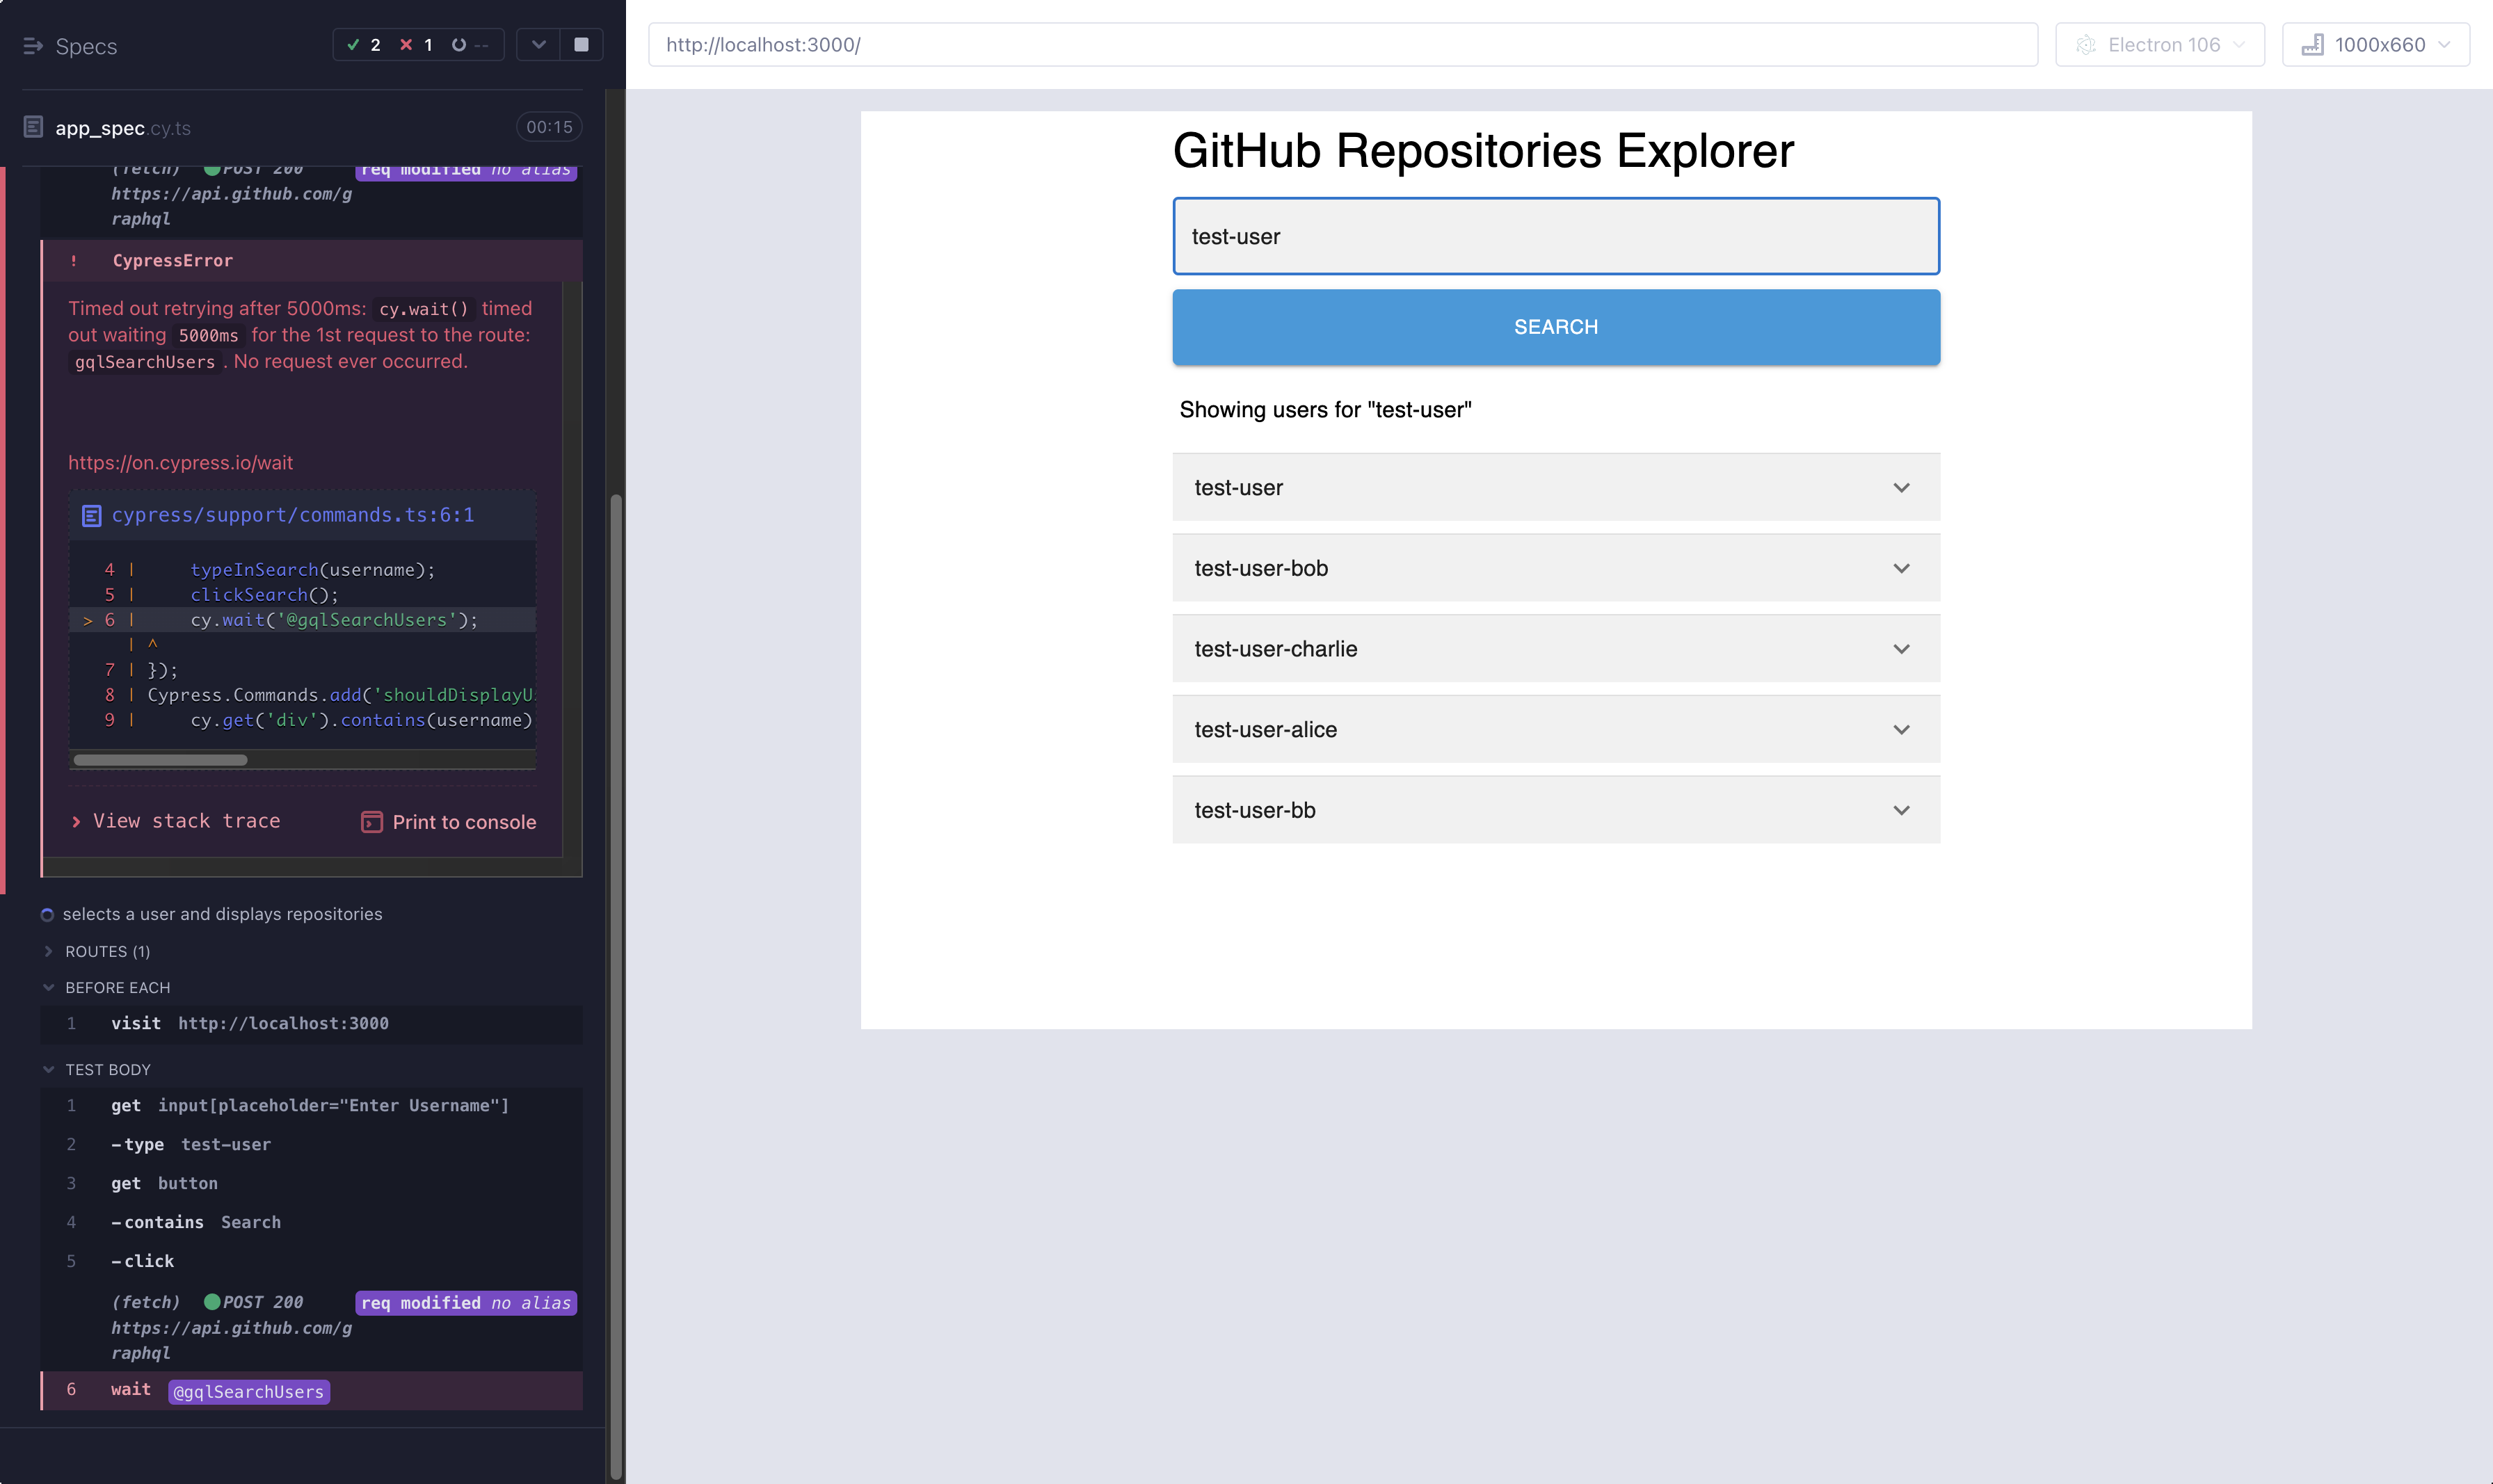 Specs
2 1 --
app_spec.cy.ts
00:15
(fetch) POST 200 req modified no alias
https://api.github.com/g
raphql
! CypressError
Timed out retrying after 5000ms: cy.wait() timed
out waiting 5000ms for the 1st request to the route:
gqlSearchUsers. No request ever occurred.
https://on.cypress.io/wait
cypress/support/commands.ts:6:1
4 | typeInSearch(username);
5 | clickSearch();
> 6 | cy.wait('@gqlSearchUsers');
| ^
7 | });
8 | Cypress.Commands.add('shouldDisplayU
9 | cy.get('div').contains(username)
> View stack trace
Print to console
selects a user and displays repositories
ROUTES (1)
BEFORE EACH
1 visit http://localhost:3000
TEST BODY
1 get input[placeholder="Enter Username"]
2 -type test-user
3 get button
4 -contains Search
5 -click
(fetch) POST 200 req modified no alias
https://api.github.com/g
raphql
6 wait @gqlSearchUsers
http://localhost:3000/
Electron 106
1000x660
GitHub Repositories Explorer
test-user
SEARCH
Showing users for "test-user"
test-user
test-user-bob
test-user-charlie
test-user-alice
test-user-bb